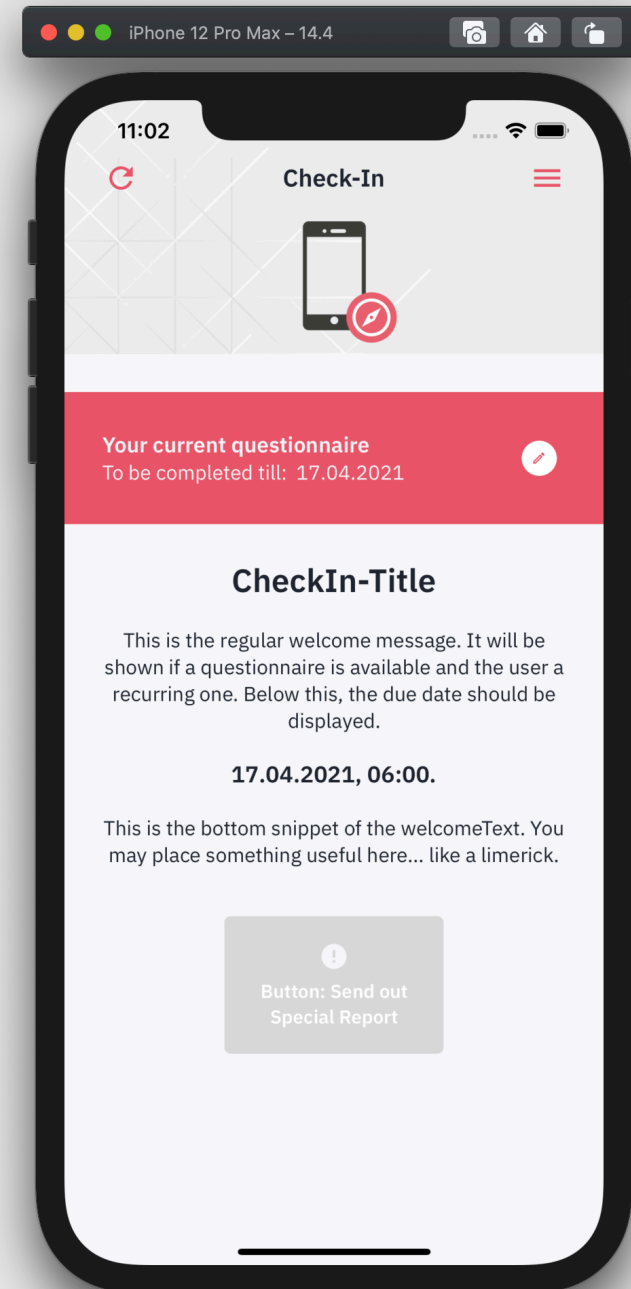 iPhone 12 Pro Max – 14.4
11:02
Check-In
Your current questionnaire
To be completed till: 17.04.2021
CheckIn-Title
This is the regular welcome message. It will be
shown if a questionnaire is available and the user a
recurring one. Below this, the due date should be
displayed.
17.04.2021, 06:00.
This is the bottom snippet of the welcomeText. You
may place something useful here... like a limerick.
Button: Send out
Special Report